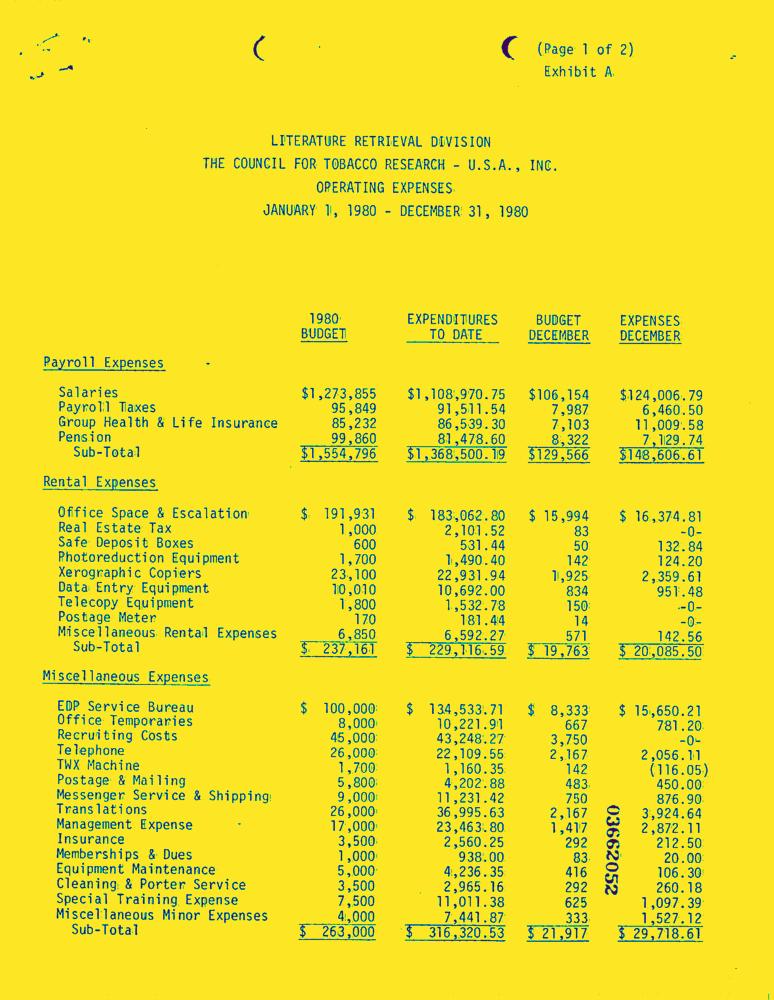 (Page 1 of 2)
Exhibit A
LITERATURE RETRIEVAL DIVISION
THE COUNCIL FOR TOBACCO RESEARCH - U.S.A., INC.
OPERATING EXPENSES
JANUARY 1, 1980 - DECEMBER 31, 1980
1980 EXPENDITURES BUDGET EXPENSES
BUDGET TO DATE DECEMBER DECEMBER
Payroll Expenses
Salaries $1,273,855 $1,108,970.75 $106,154 $124,006.79
Payroll Taxes 95,849 91,511.54 7,987 6,460.50
Group Health & Life Insurance 85,232 86,539.30 7,103 11,009.58
Pension 99,860 81,478.60 8,322 7,129.74
Sub-Total $1,554,796 $1,368,500.19 $129,566 $148,606.61
Rental Expenses
Office Space & Escalation $ 191,931 $ 183,062.80 $ 15,994 $ 16,374.81
Real Estate Tax 1,000 2,101.52 83 -0-
Safe Deposit Boxes 600 531.44 50 132.84
Photoreduction Equipment 1,700 1,490.40 142 124.20
Xerographic Copiers 23,100 22,931.94 1,925 2,359.61
Data Entry Equipment 10,010 10,692.00 834 951.48
Telecopy Equipment 1,800 1,532.78 150 -0-
Postage Meter 170 181.44 14 -0-
Miscellaneous Rental Expenses 6,850 6,592.27 571 142.56
Sub-Total $ 237,161 $ 229,116.59 $ 19,763 $ 20,085.50
Miscellaneous Expenses
EDP Service Bureau $ 100,000 $ 134,533.71 $ 8,333 $ 15,650.21
Office Temporaries 8,000 10,221.91 667 781.20
Recruiting Costs 45,000 43,248.27 3,750 -0-
Telephone 26,000 22,109.55 2,167 2,056.11
TWX Machine 1,700 1,160.35 142 (116.05)
Postage & Mailing 5,800 4,202.88 483 450.00
Messenger Service & Shipping 9,000 11,231.42 750 876.90
Translations 26,000 36,995.63 2,167 3,924.64
Management Expense 17,000 23,463.80 1,417 2,872.11
Insurance 3,500 2,560.25 292 212.50
Memberships & Dues 1,000 938.00 83 20.00
Equipment Maintenance 5,000 4,236.35 416 106.30
Cleaning & Porter Service 3,500 2,965.16 292 260.18
Special Training Expense 7,500 11,011.38 625 1,097.39
Miscellaneous Minor Expenses 4,000 7,441.87 333 1,527.12
Sub-Total $ 263,000 $ 316,320.53 $ 21,917 $ 29,718.61
03662052